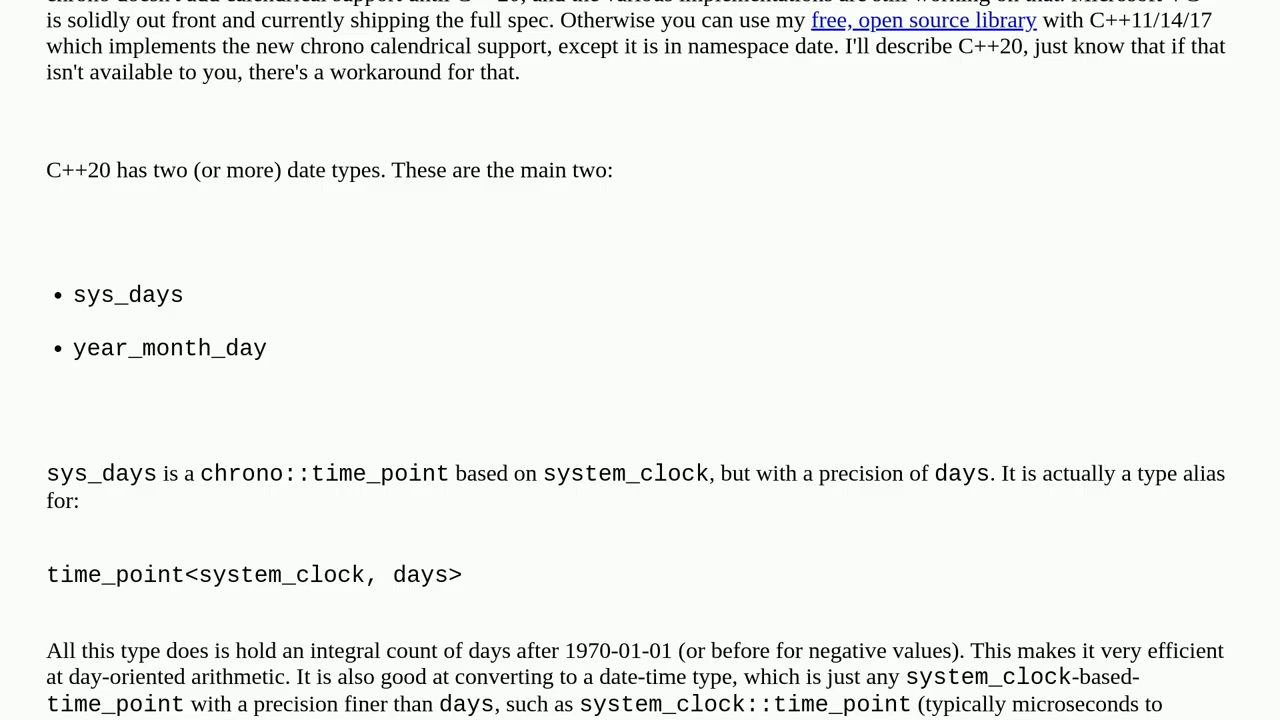 is solidly out front and currently shipping the full spec. Otherwise you can use my free, open source library with C++11/14/17
which implements the new chrono calendrical support, except it is in namespace date. I'll describe C++20, just know that if that
isn't available to you, there's a workaround for that.
C++20 has two (or more) date types. These are the main two:
• sys_days
• year_month_day
sys_days is a chrono::time_point based on system_clock, but with a precision of days. It is actually a type alias
for:
time_point<system_clock, days>
All this type does is hold an integral count of days after 1970-01-01 (or before for negative values). This makes it very efficient
at day-oriented arithmetic. It is also good at converting to a date-time type, which is just any system_clock-based-
time_point with a precision finer than days, such as system_clock::time_point (typically microseconds to